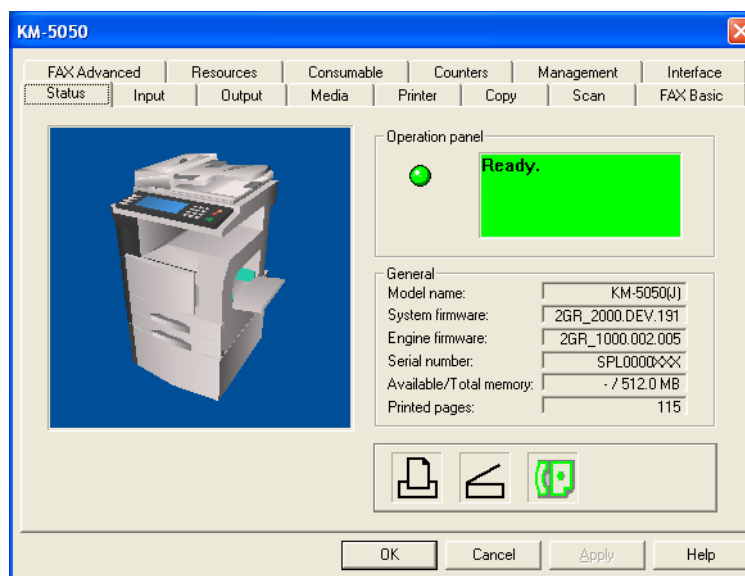 KM-5050
FAX Advanced Resources Consumable Counters Management Interface
Status Input Output Media Printer Copy Scan FAX Basic
Operation panel
Ready.
General
Model name: KM-5050(J)
System firmware: 2GR_2000.DEV.191
Engine firmware: 2GR_1000.002.005
Serial number: SPL0000XXX
Available/Total memory: - / 512.0 MB
Printed pages: 115
OK Cancel Apply Help